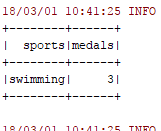 18/03/01 10:41:25 INFO
+--------+------+
|  sports|medals|
+--------+------+
|swimming|     3|
+--------+------+
18/03/01 10:41:25 INFO